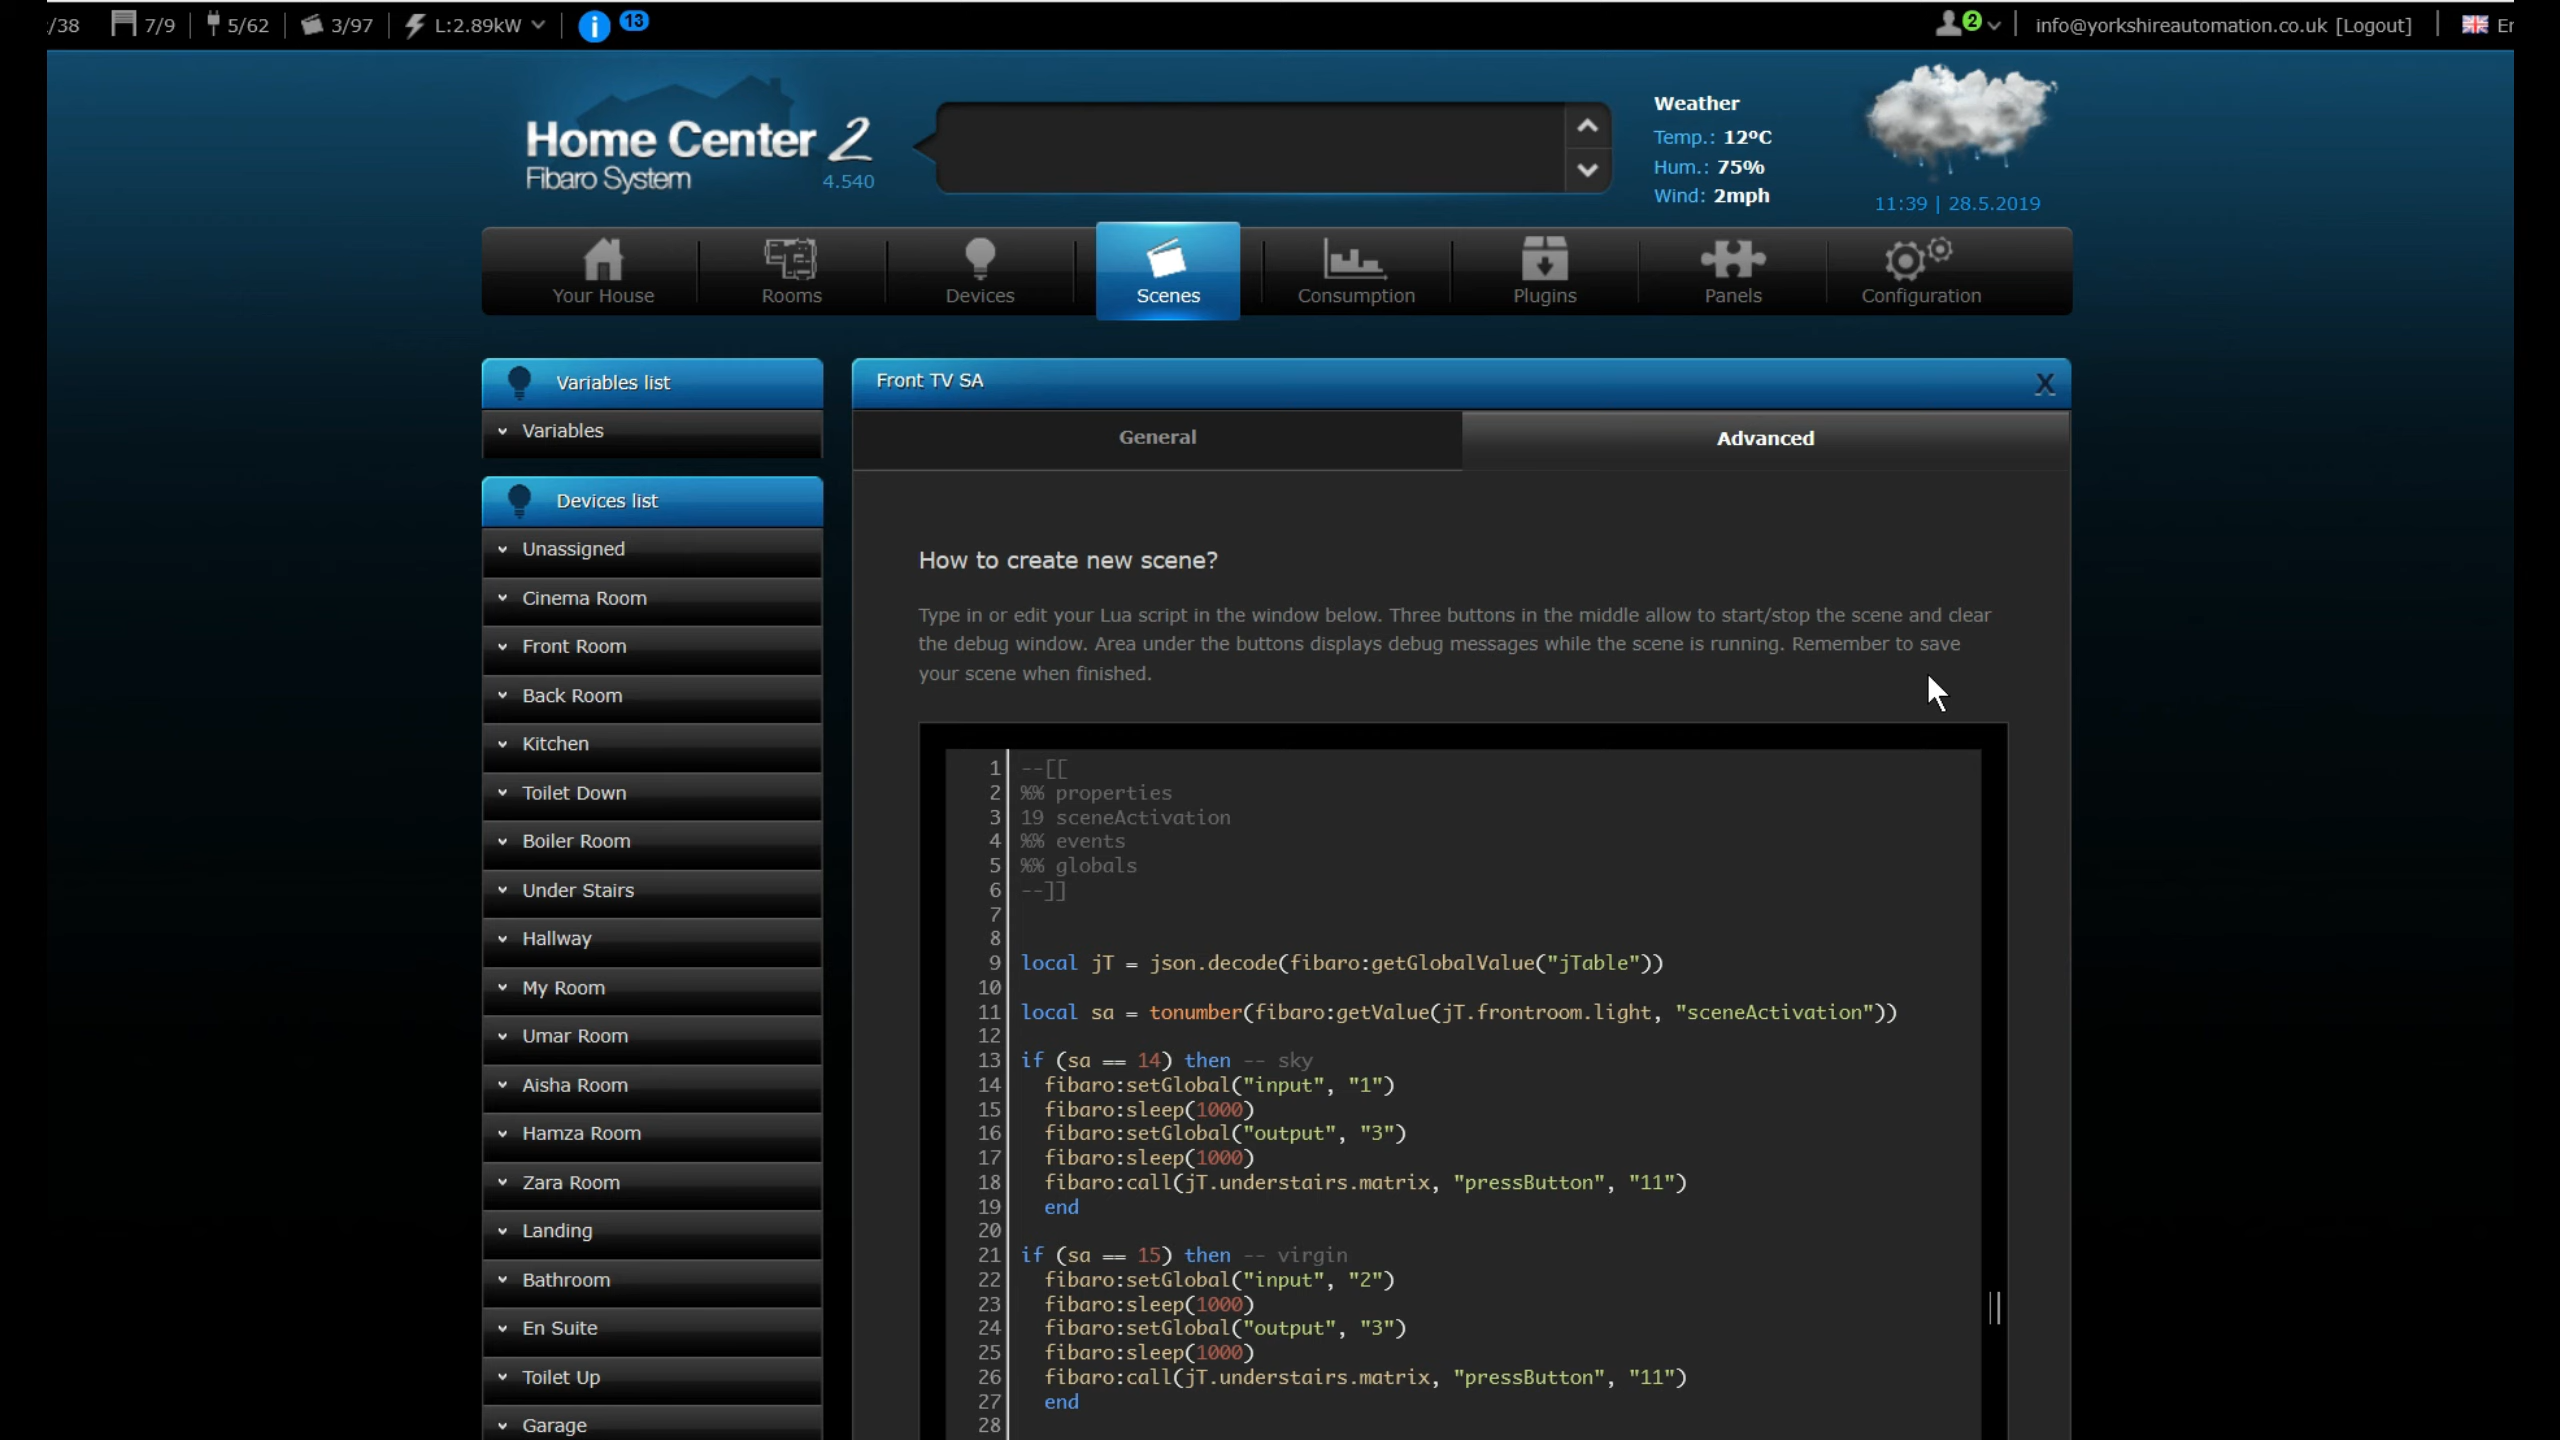 /38 7/9 5/62 3/97 L:2.89kW 13 2 info@yorkshireautomation.co.uk [Logout]
Home Center 2
Fibaro System 4.540
Weather
Temp.: 12°C
Hum.: 75%
Wind: 2mph
11:39 | 28.5.2019
Your House Rooms Devices Scenes Consumption Plugins Panels Configuration
Variables list
Variables
Devices list
Unassigned
Cinema Room
Front Room
Back Room
Kitchen
Toilet Down
Boiler Room
Under Stairs
Hallway
My Room
Umar Room
Aisha Room
Hamza Room
Zara Room
Landing
Bathroom
En Suite
Toilet Up
Garage
Front TV SA X
General Advanced
How to create new scene?
Type in or edit your Lua script in the window below. Three buttons in the middle allow to start/stop the scene and clear
the debug window. Area under the buttons displays debug messages while the scene is running. Remember to save
your scene when finished.
1 --[[
2 %% properties
3 19 sceneActivation
4 %% events
5 %% globals
6 --]]
7
8
9 local jT = json.decode(fibaro:getGlobalValue("jTable"))
10
11 local sa = tonumber(fibaro:getValue(jT.frontroom.light, "sceneActivation"))
12
13 if (sa == 14) then -- sky
14 fibaro:setGlobal("input", "1")
15 fibaro:sleep(1000)
16 fibaro:setGlobal("output", "3")
17 fibaro:sleep(1000)
18 fibaro:call(jT.understairs.matrix, "pressButton", "11")
19 end
20
21 if (sa == 15) then -- virgin
22 fibaro:setGlobal("input", "2")
23 fibaro:sleep(1000)
24 fibaro:setGlobal("output", "3")
25 fibaro:sleep(1000)
26 fibaro:call(jT.understairs.matrix, "pressButton", "11")
27 end
28